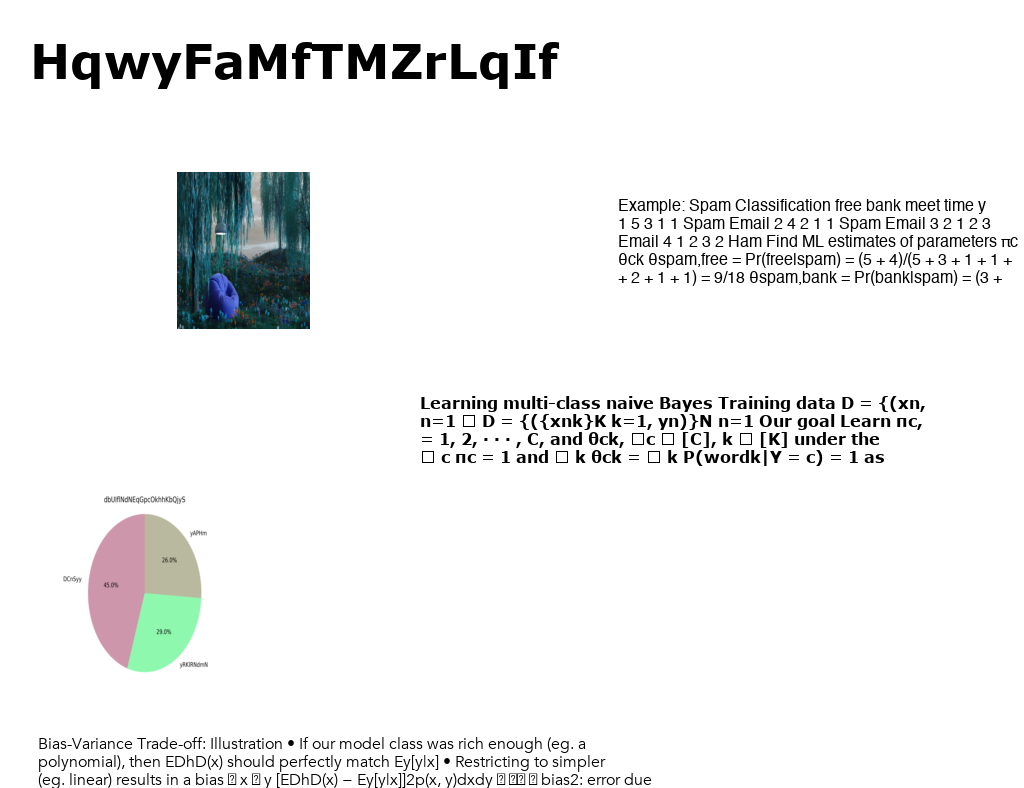 HqwyFaMfTMZrLqIf
Example: Spam Classification free bank meet time y
1 5 3 1 1 Spam Email 2 4 2 1 1 Spam Email 3 2 1 2 3
Email 4 1 2 3 2 Ham Find ML estimates of parameters πc
θck θspam,free = Pr(free|spam) = (5 + 4)/(5 + 3 + 1 + 1 +
+ 2 + 1 + 1) = 9/18 θspam,bank = Pr(bank|spam) = (3 +
Learning multi-class naive Bayes Training data D = {(xn,
n=1 □ D = {({xnk}K k=1, yn)}N n=1 Our goal Learn πc,
= 1, 2, · · · , C, and θck, □c □ [C], k □ [K] under the
□ c πc = 1 and □ k θck = □ k P(wordk|Y = c) = 1 as
yAPHm
26.0%
DCnSyy
45.0%
29.0%
Bias-Variance Trade-off: Illustration • If our model class was rich enough (eg. a
polynomial), then EDhD(x) should perfectly match Ey[y|x] • Restricting to simpler
(eg. linear) results in a bias □ x □ y [EDhD(x) − Ey[y|x]]2p(x, y)dxdy □ □□ □ bias2: error due